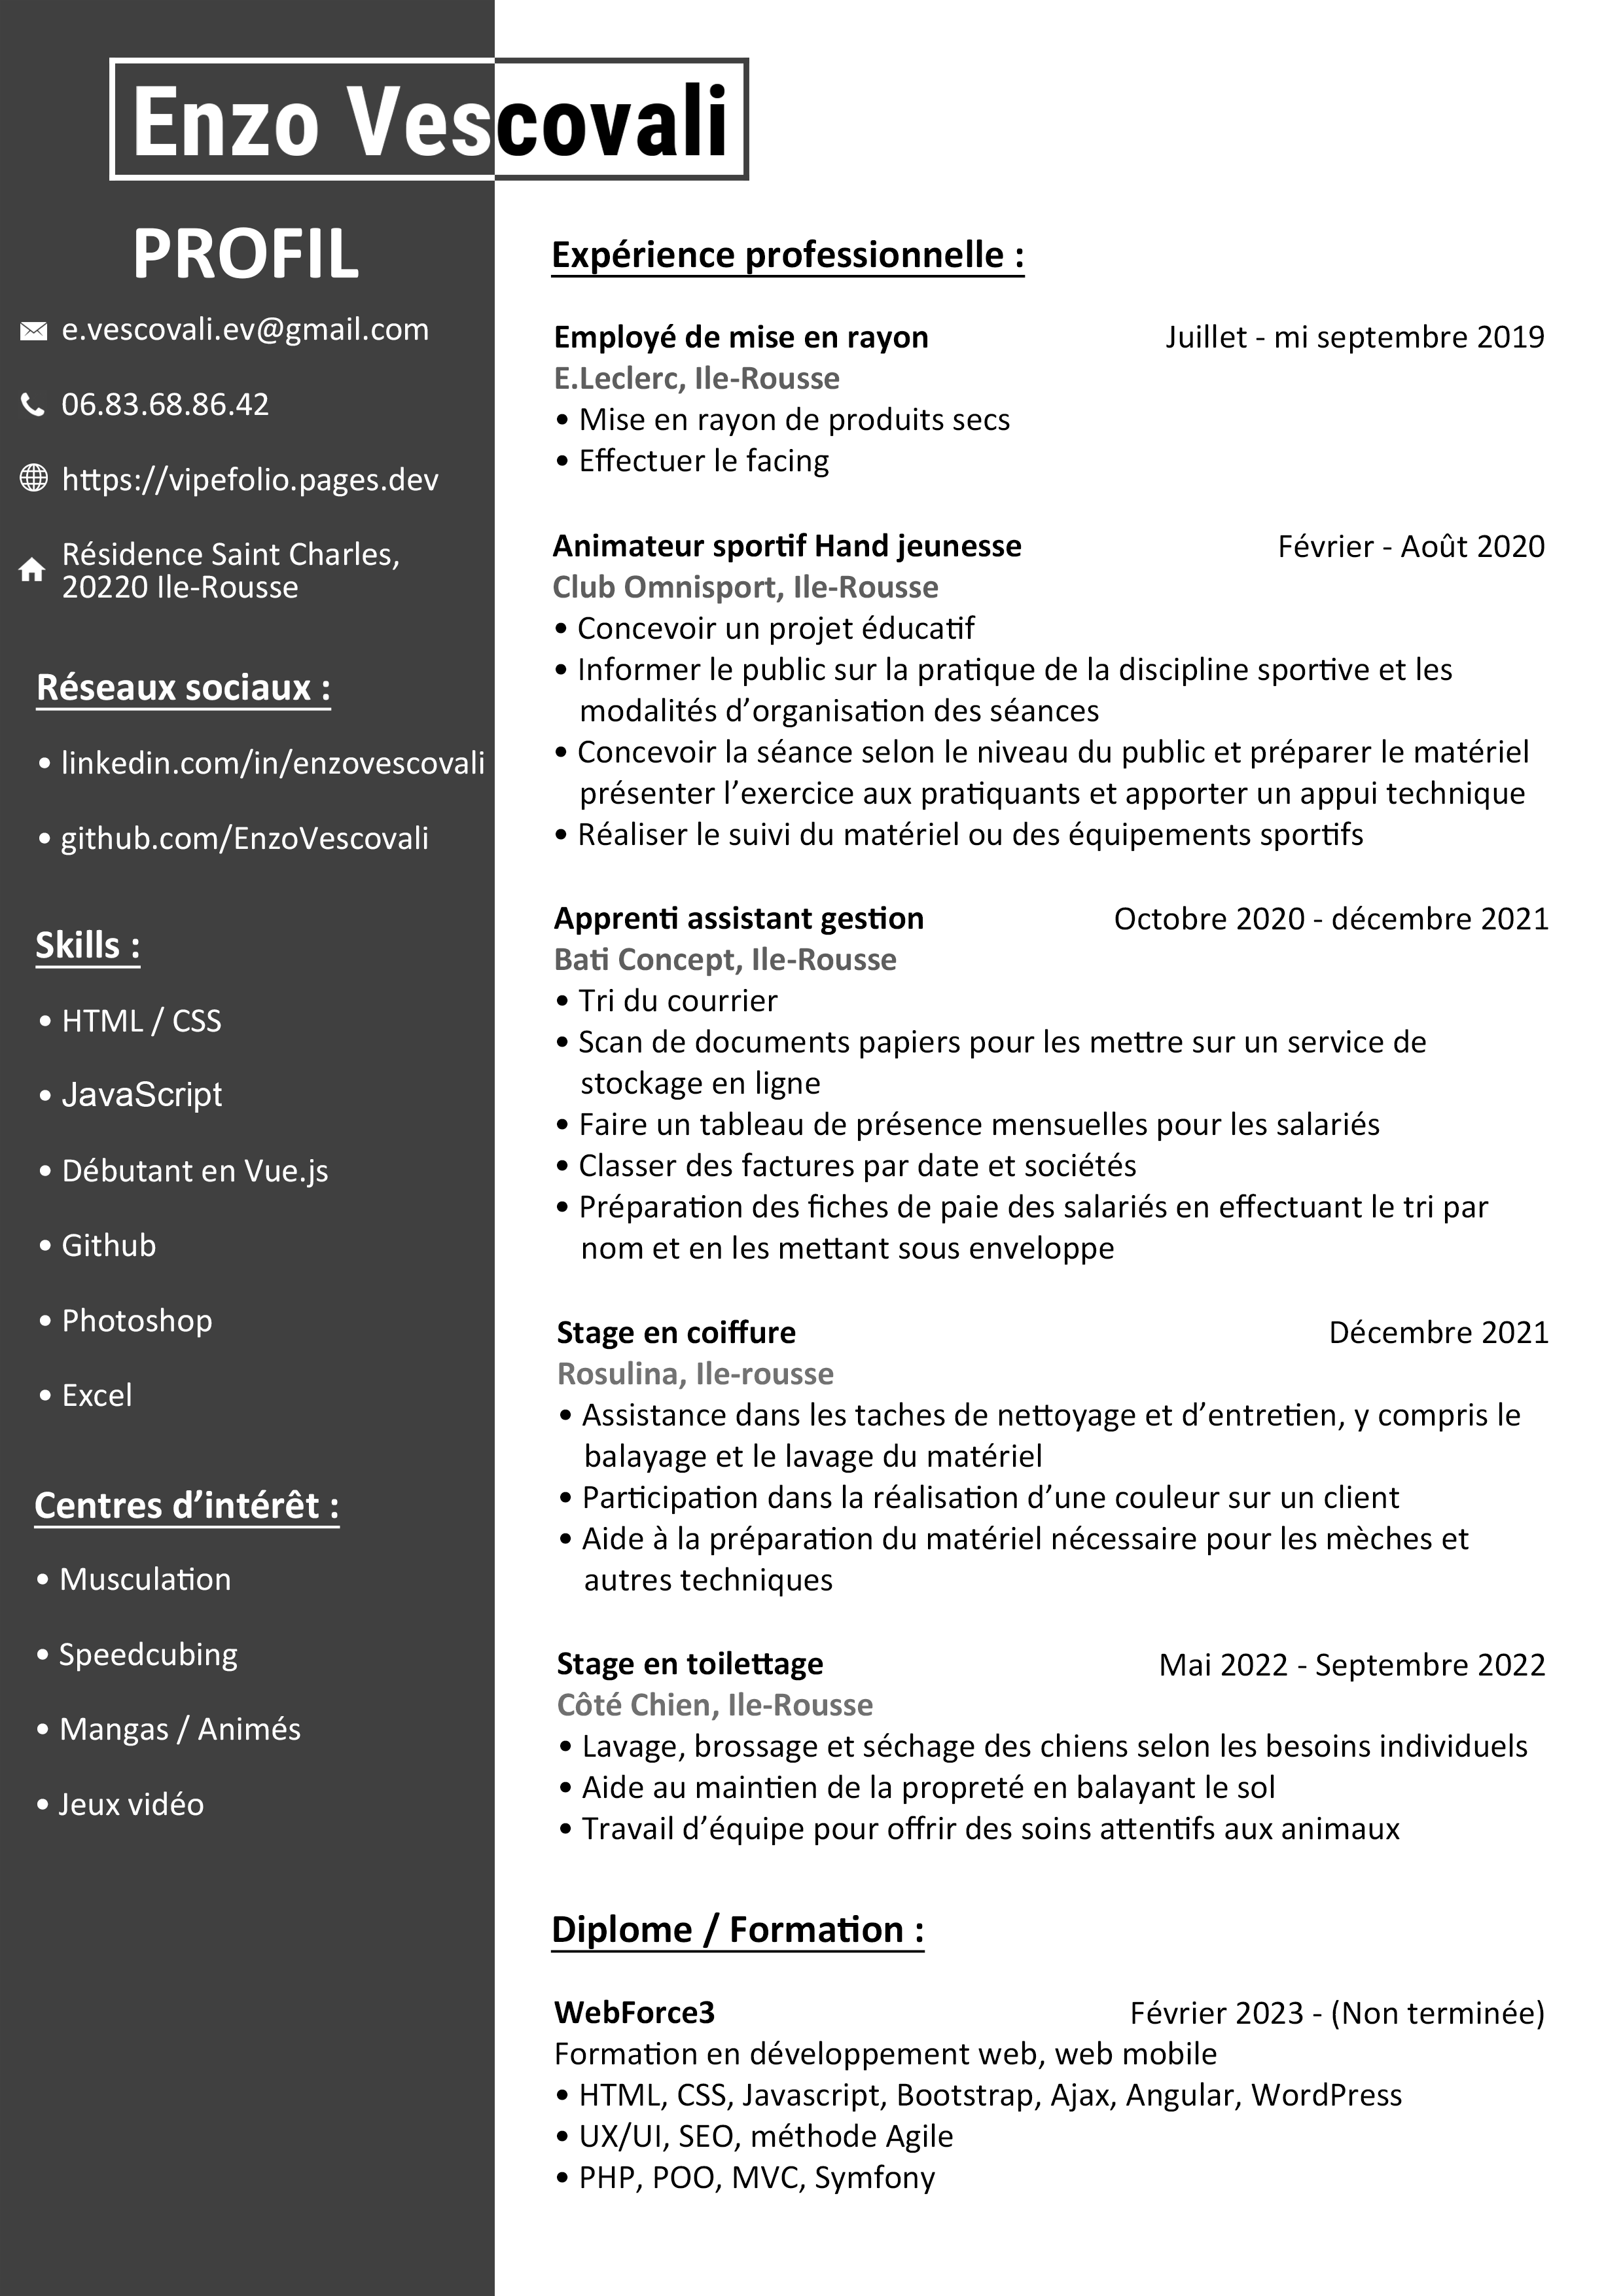 Enzo Vescovali
PROFIL
e.vescovali.ev@gmail.com
06.83.68.86.42
https://vipefolio.pages.dev
Résidence Saint Charles,
20220 Ile-Rousse
Réseaux sociaux :
• linkedin.com/in/enzovescovali
• github.com/EnzoVescovali
Skills :
• HTML / CSS
• JavaScript
• Débutant en Vue.js
• Github
• Photoshop
• Excel
Centres d’intérêt :
• Musculation
• Speedcubing
• Mangas / Animés
• Jeux vidéo
Expérience professionnelle :
Employé de mise en rayon Juillet - mi septembre 2019
E.Leclerc, Ile-Rousse
• Mise en rayon de produits secs
• Effectuer le facing
Animateur sportif Hand jeunesse Février - Août 2020
Club Omnisport, Ile-Rousse
• Concevoir un projet éducatif
• Informer le public sur la pratique de la discipline sportive et les
modalités d’organisation des séances
• Concevoir la séance selon le niveau du public et préparer le matériel
présenter l’exercice aux pratiquants et apporter un appui technique
• Réaliser le suivi du matériel ou des équipements sportifs
Apprenti assistant gestion Octobre 2020 - décembre 2021
Bati Concept, Ile-Rousse
• Tri du courrier
• Scan de documents papiers pour les mettre sur un service de
stockage en ligne
• Faire un tableau de présence mensuelles pour les salariés
• Classer des factures par date et sociétés
• Préparation des fiches de paie des salariés en effectuant le tri par
nom et en les mettant sous enveloppe
Stage en coiffure Décembre 2021
Rosulina, Ile-rousse
• Assistance dans les taches de nettoyage et d’entretien, y compris le
balayage et le lavage du matériel
• Participation dans la réalisation d’une couleur sur un client
• Aide à la préparation du matériel nécessaire pour les mèches et
autres techniques
Stage en toilettage Mai 2022 - Septembre 2022
Côté Chien, Ile-Rousse
• Lavage, brossage et séchage des chiens selon les besoins individuels
• Aide au maintien de la propreté en balayant le sol
• Travail d’équipe pour offrir des soins attentifs aux animaux
Diplome / Formation :
WebForce3 Février 2023 - (Non terminée)
Formation en développement web, web mobile
• HTML, CSS, Javascript, Bootstrap, Ajax, Angular, WordPress
• UX/UI, SEO, méthode Agile
• PHP, POO, MVC, Symfony